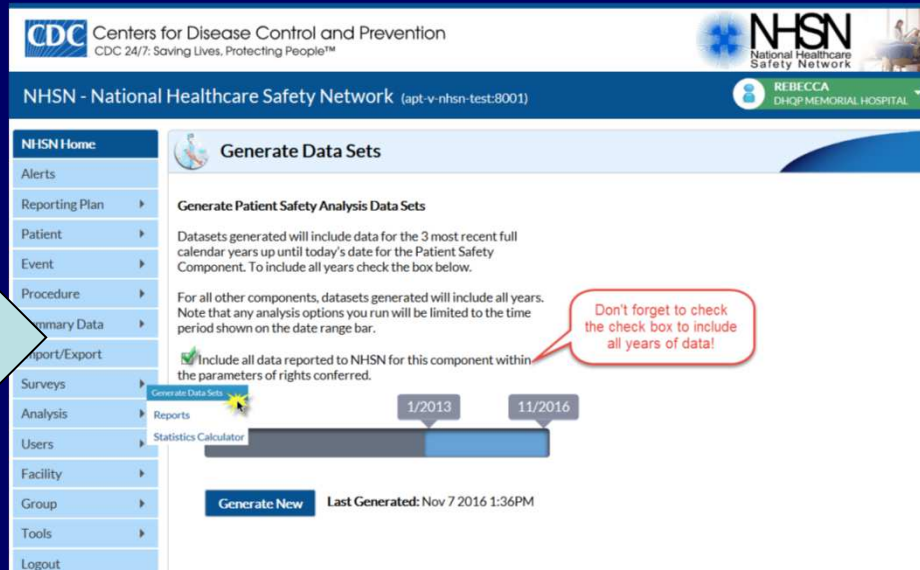 CDC Centers for Disease Control and Prevention
CDC 24/7: Saving Lives, Protecting People™
NHSN
National Healthcare
Safety Network
NHSN - National Healthcare Safety Network (apt-v-nhsn-test:8001)
REBECCA
DHQP MEMORIAL HOSPITAL
NHSN Home
Alerts
Reporting Plan
Patient
Event
Procedure
mmary Data
port/Export
Surveys
Analysis
Users
Facility
Group
Tools
Logout
Generate Data Sets
Reports
Statistics Calculator
Generate Data Sets
Generate Patient Safety Analysis Data Sets
Datasets generated will include data for the 3 most recent full
calendar years up until today's date for the Patient Safety
Component. To include all years check the box below.
For all other components, datasets generated will include all years.
Note that any analysis options you run will be limited to the time
period shown on the date range bar.
Include all data reported to NHSN for this component within
the parameters of rights conferred.
Don't forget to check
the check box to include
all years of data!
1/2013 11/2016
Generate New Last Generated: Nov 7 2016 1:36PM